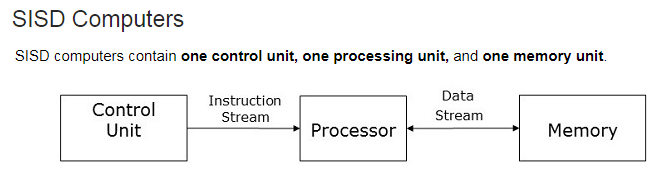 SISD Computers
SISD computers contain one control unit, one processing unit, and one memory unit.
Control
Unit
Instruction
Stream
Processor
Data
Stream
Memory